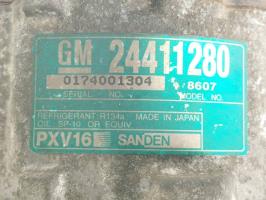 GM 24411280
0174001304 8607
SERIAL NO. MODEL NO.
REFRIGERANT R134a MADE IN JAPAN
OIL SP-10 OR EQUIV
PXV16 SANDEN